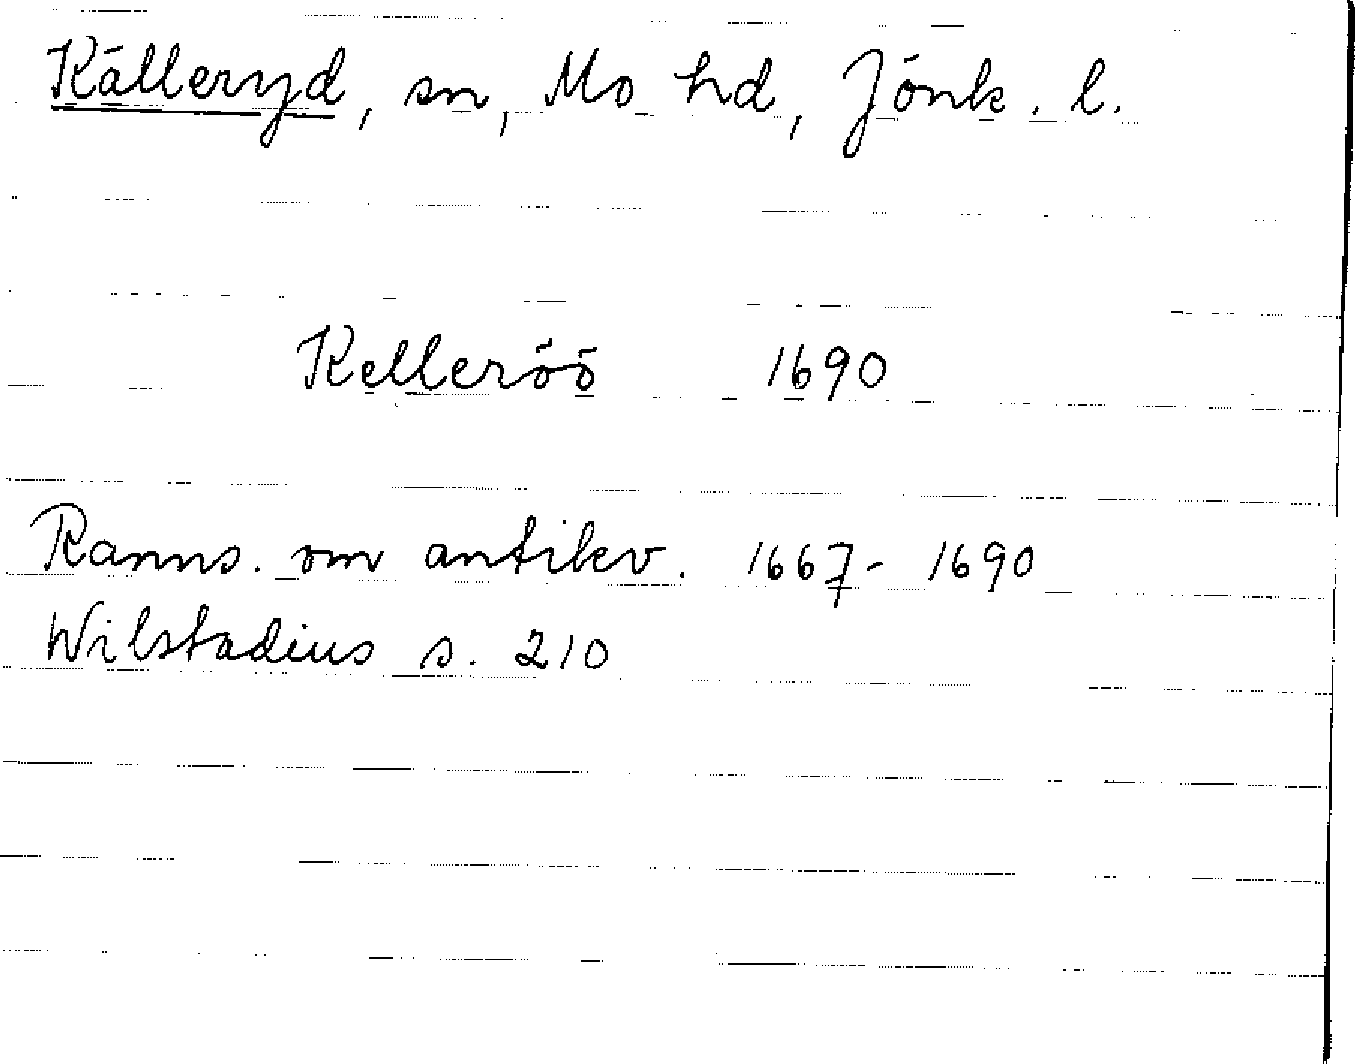 Källeryd, sn, Mo hd, Jönk. l.
Kelleröö 1690
Ranns. om antikv. 1667-1690
Wilstadius s. 210